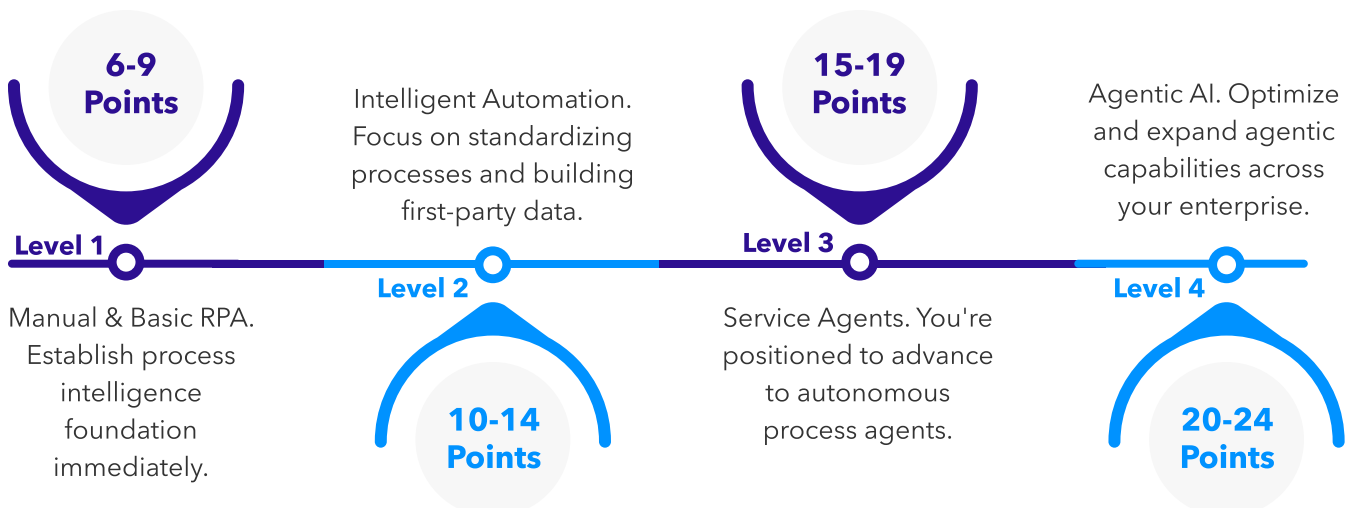 6-9
Points
Level 1
Manual & Basic RPA.
Establish process
intelligence
foundation
immediately.
Intelligent Automation.
Focus on standardizing
processes and building
first-party data.
Level 2
10-14
Points
15-19
Points
Level 3
Service Agents. You're
positioned to advance
to autonomous
process agents.
Agentic AI. Optimize
and expand agentic
capabilities across
your enterprise.
Level 4
20-24
Points